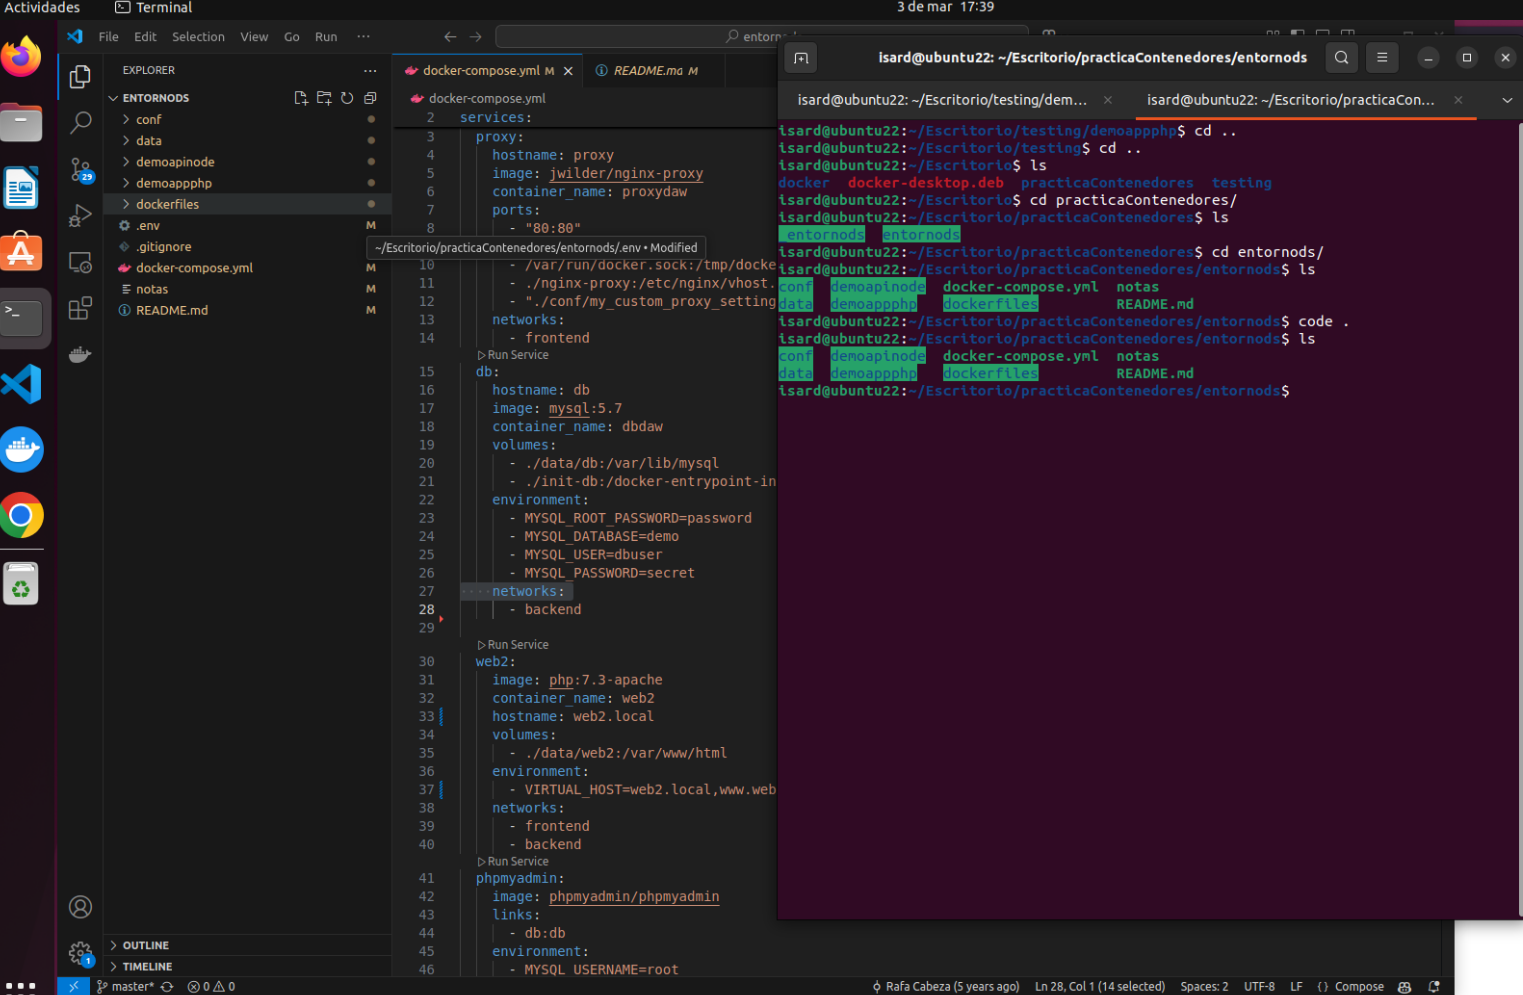 Actividades
Terminal
3 de mar 17:39
File Edit Selection View Go Run ···
EXPLORER
ENTORNODS
conf
data
demoapinode
demoappphp
dockerfiles
.env M
.gitignore
docker-compose.yml M
notas M
README.md M
29
OUTLINE
TIMELINE
1
docker-compose.yml M
README.md M
docker-compose.yml
2 services:
3 proxy:
4 hostname: proxy
5 image: jwilder/nginx-proxy
6 container_name: proxydaw
7 ports:
8 - "80:80"
~/Escritorio/practicaContenedores/entornods/.env • Modified
10 - /var/run/docker.sock:/tmp/docke
11 - ./nginx-proxy:/etc/nginx/vhost.
12 - "./conf/my_custom_proxy_setting
13 networks:
14 - frontend
Run Service
15 db:
16 hostname: db
17 image: mysql:5.7
18 container_name: dbdaw
19 volumes:
20 - ./data/db:/var/lib/mysql
21 - ./init-db:/docker-entrypoint-in
22 environment:
23 - MYSQL_ROOT_PASSWORD=password
24 - MYSQL_DATABASE=demo
25 - MYSQL_USER=dbuser
26 - MYSQL_PASSWORD=secret
27 ····networks:
28 - backend
29
Run Service
30 web2:
31 image: php:7.3-apache
32 container_name: web2
33 hostname: web2.local
34 volumes:
35 - ./data/web2:/var/www/html
36 environment:
37 - VIRTUAL_HOST=web2.local,www.web
38 networks:
39 - frontend
40 - backend
Run Service
41 phpmyadmin:
42 image: phpmyadmin/phpmyadmin
43 links:
44 - db:db
45 environment:
46 - MYSQL_USERNAME=root
isard@ubuntu22: ~/Escritorio/practicaContenedores/entornods
isard@ubuntu22: ~/Escritorio/testing/dem...
isard@ubuntu22: ~/Escritorio/practicaCon...
isard@ubuntu22:~/Escritorio/testing/demoappphp$ cd ..
isard@ubuntu22:~/Escritorio/testing$ cd ..
isard@ubuntu22:~/Escritorio$ ls
docker docker-desktop.deb practicaContenedores testing
isard@ubuntu22:~/Escritorio$ cd practicaContenedores/
isard@ubuntu22:~/Escritorio/practicaContenedores$ ls
_entornods entornods
isard@ubuntu22:~/Escritorio/practicaContenedores$ cd entornods/
isard@ubuntu22:~/Escritorio/practicaContenedores/entornods$ ls
conf demoapinode docker-compose.yml notas
data demoappphp dockerfiles README.md
isard@ubuntu22:~/Escritorio/practicaContenedores/entornods$ code .
isard@ubuntu22:~/Escritorio/practicaContenedores/entornods$ ls
conf demoapinode docker-compose.yml notas
data demoappphp dockerfiles README.md
isard@ubuntu22:~/Escritorio/practicaContenedores/entornods$
master* 0 0
Rafa Cabeza (5 years ago) Ln 28, Col 1 (14 selected) Spaces: 2 UTF-8 LF {} Compose